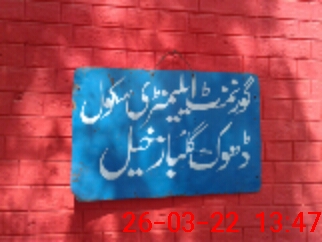 گورنمنٹ ایلیمنٹری سکول
ڈھوک گلباز خیل
26-03-22 13:47